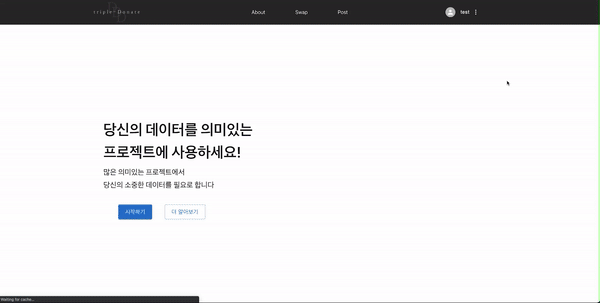 triple Donate
About
Swap
Post
test
당신의 데이터를 의미있는
프로젝트에 사용하세요!
많은 의미있는 프로젝트에서
당신의 소중한 데이터를 필요로 합니다
시작하기
더 알아보기
Waiting for cache...